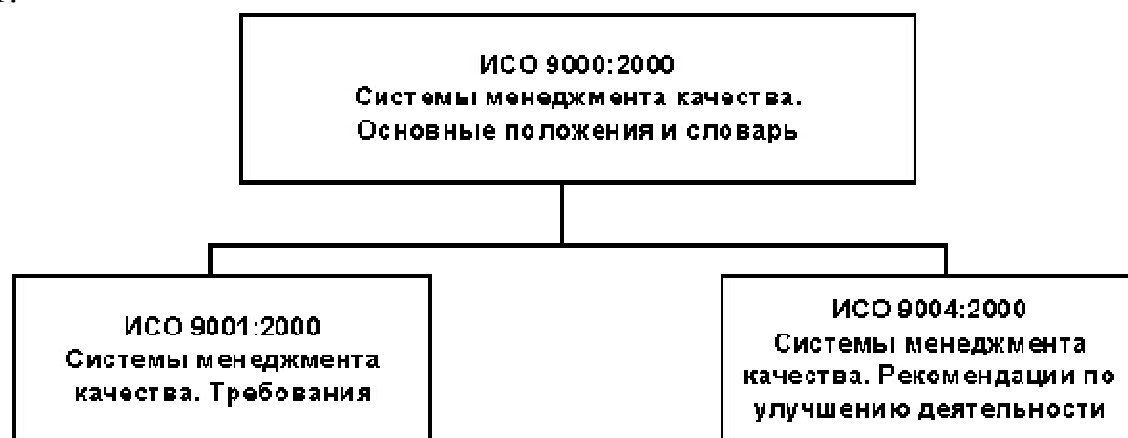 ИСО 9000:2000
Системы менеджмента качества.
Основные положения и словарь
ИСО 9001:2000
Системы менеджмента
качества. Требования
ИСО 9004:2000
Системы менеджмента
качества. Рекомендации по
улучшению деятельности